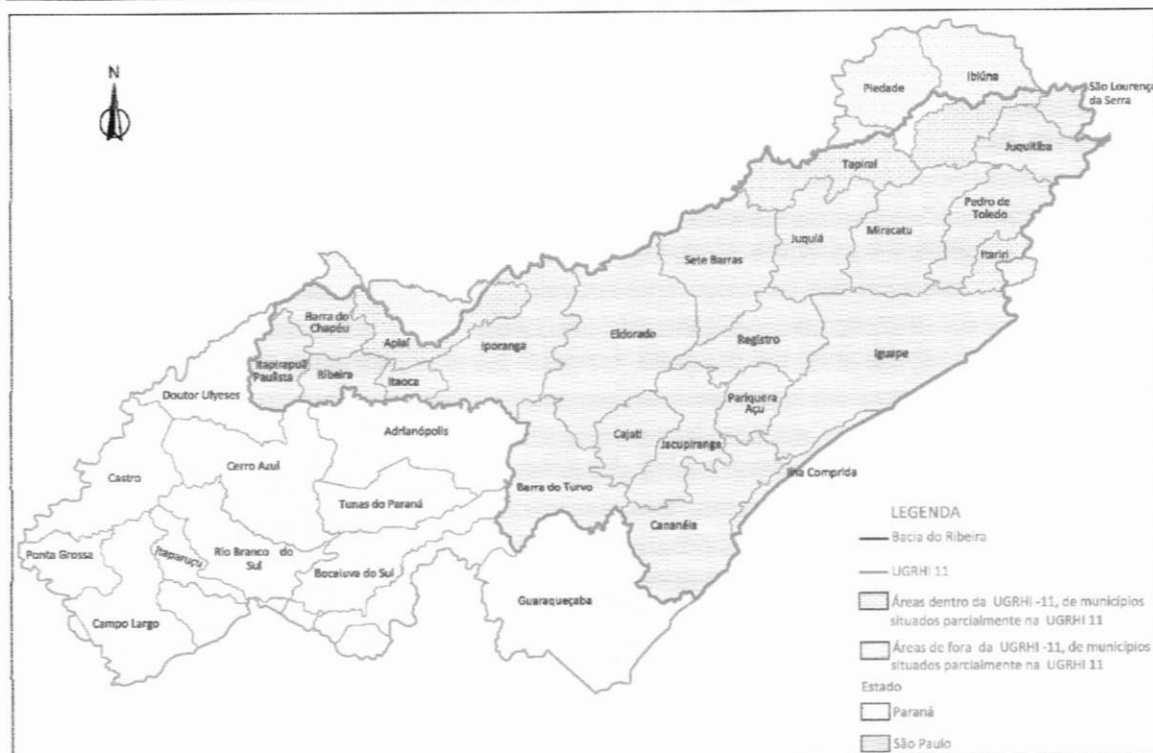 N
Piedade
Ibiúna
São Lourenço
da Serra
Juquitiba
Tapiraí
Pedro de
Toledo
Miracatu
Juquiá
Sete Barras
Itariri
Barra do
Chapéu
Apiaí
Iporanga
Eldorado
Registro
Iguape
Itapirapuã
Paulista
Ribeira
Itaoca
Doutor Ulyeses
Pariquera
Açu
Adrianópolis
Cajati
Jacupiranga
Cerro Azul
Castro
Ilha Comprida
Tunas do Paraná
Barra do Turvo
Cananéia
Ponta Grossa
Itaparuçu
Rio Branco do
Sul
Bocaiuva do Sul
Guaraqueçaba
Campo Largo
LEGENDA
Bacia do Ribeira
UGRHI 11
Áreas dentro da UGRHI -11, de municípios
situados parcialmente na UGRHI 11
Áreas de fora da UGRHI -11, de municípios
situados parcialmente na UGRHI 11
Estado
Paraná
São Paulo